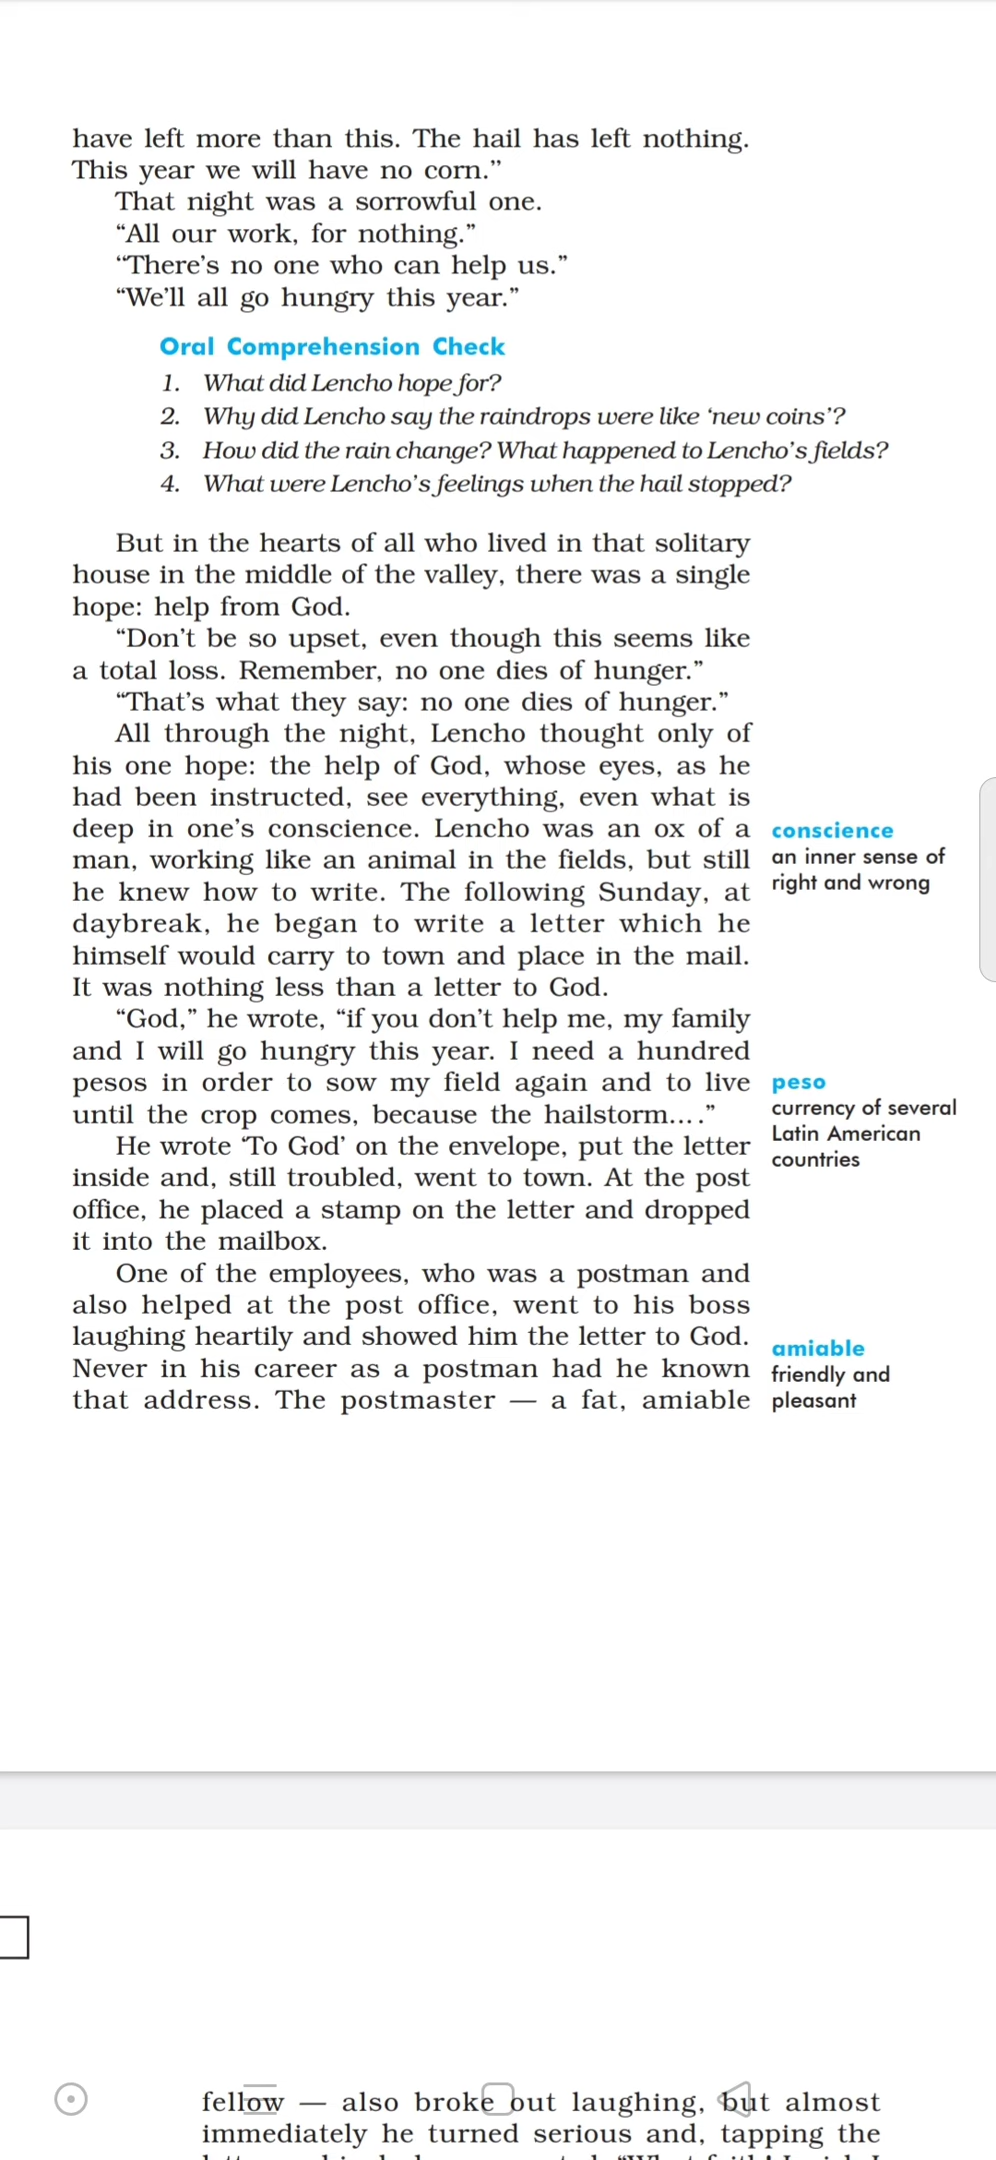 have left more than this. The hail has left nothing.
This year we will have no corn.”
That night was a sorrowful one.
“All our work, for nothing.”
“There’s no one who can help us.”
“We’ll all go hungry this year.”
Oral Comprehension Check
1. What did Lencho hope for?
2. Why did Lencho say the raindrops were like ‘new coins’?
3. How did the rain change? What happened to Lencho’s fields?
4. What were Lencho’s feelings when the hail stopped?
But in the hearts of all who lived in that solitary
house in the middle of the valley, there was a single
hope: help from God.
“Don’t be so upset, even though this seems like
a total loss. Remember, no one dies of hunger.”
“That’s what they say: no one dies of hunger.”
All through the night, Lencho thought only of
his one hope: the help of God, whose eyes, as he
had been instructed, see everything, even what is
deep in one’s conscience. Lencho was an ox of a
man, working like an animal in the fields, but still
he knew how to write. The following Sunday, at
daybreak, he began to write a letter which he
himself would carry to town and place in the mail.
It was nothing less than a letter to God.
conscience
an inner sense of
right and wrong
“God,” he wrote, “if you don’t help me, my family
and I will go hungry this year. I need a hundred
pesos in order to sow my field again and to live
until the crop comes, because the hailstorm....”
peso
currency of several
Latin American
countries
He wrote ‘To God’ on the envelope, put the letter
inside and, still troubled, went to town. At the post
office, he placed a stamp on the letter and dropped
it into the mailbox.
One of the employees, who was a postman and
also helped at the post office, went to his boss
laughing heartily and showed him the letter to God.
Never in his career as a postman had he known
that address. The postmaster — a fat, amiable
amiable
friendly and
pleasant
fellow — also broke out laughing, but almost
immediately he turned serious and, tapping the